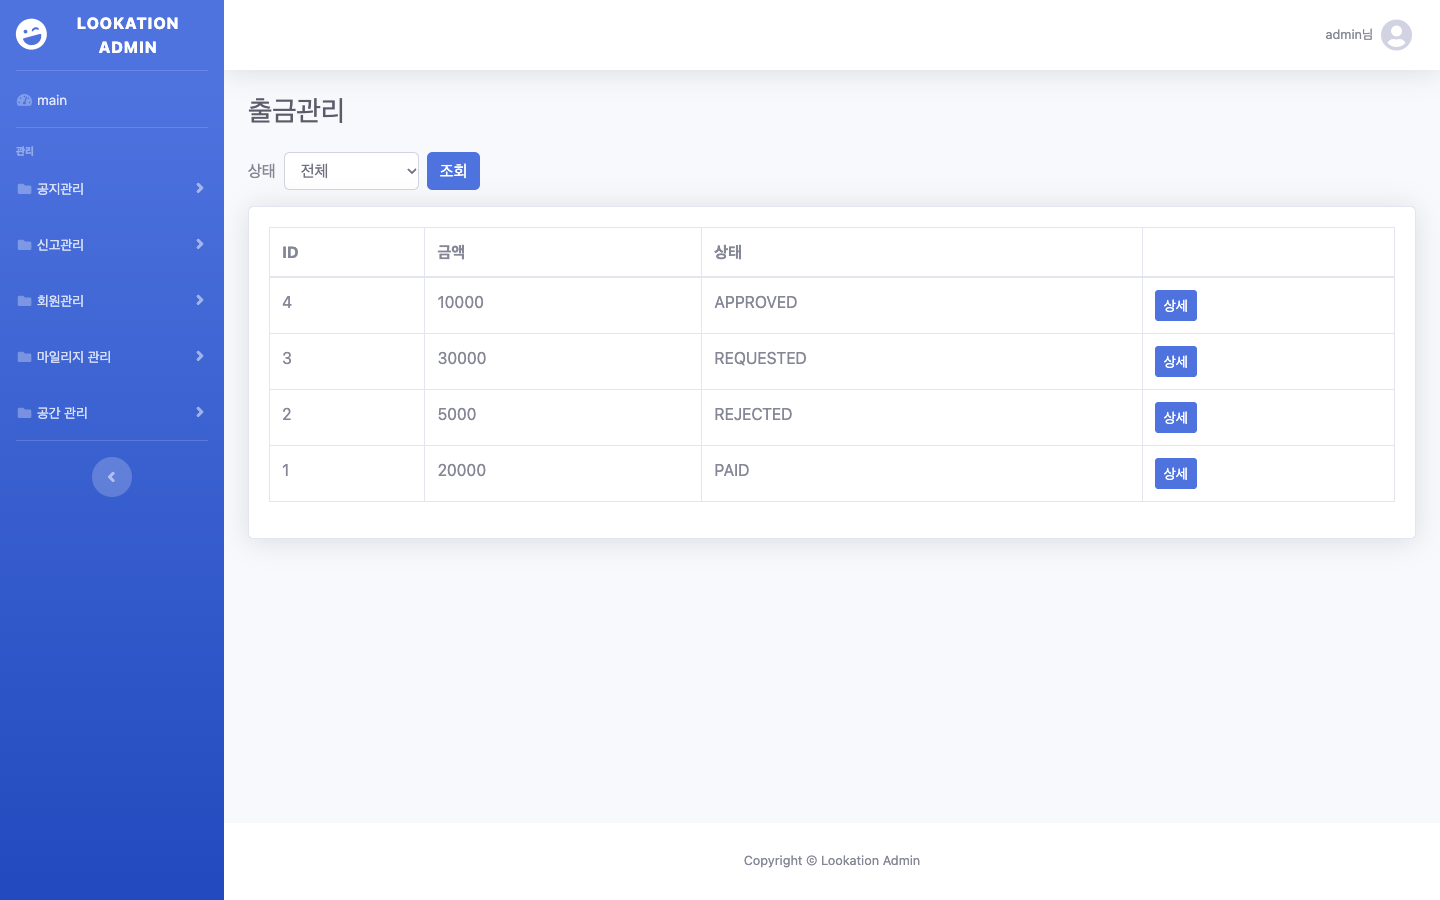 LOOKATION
ADMIN
admin님
main
관리
공지관리
신고관리
회원관리
마일리지 관리
공간 관리
출금관리
상태 전체 조회
ID 금액 상태
4 10000 APPROVED 상세
3 30000 REQUESTED 상세
2 5000 REJECTED 상세
1 20000 PAID 상세
Copyright © Lookation Admin